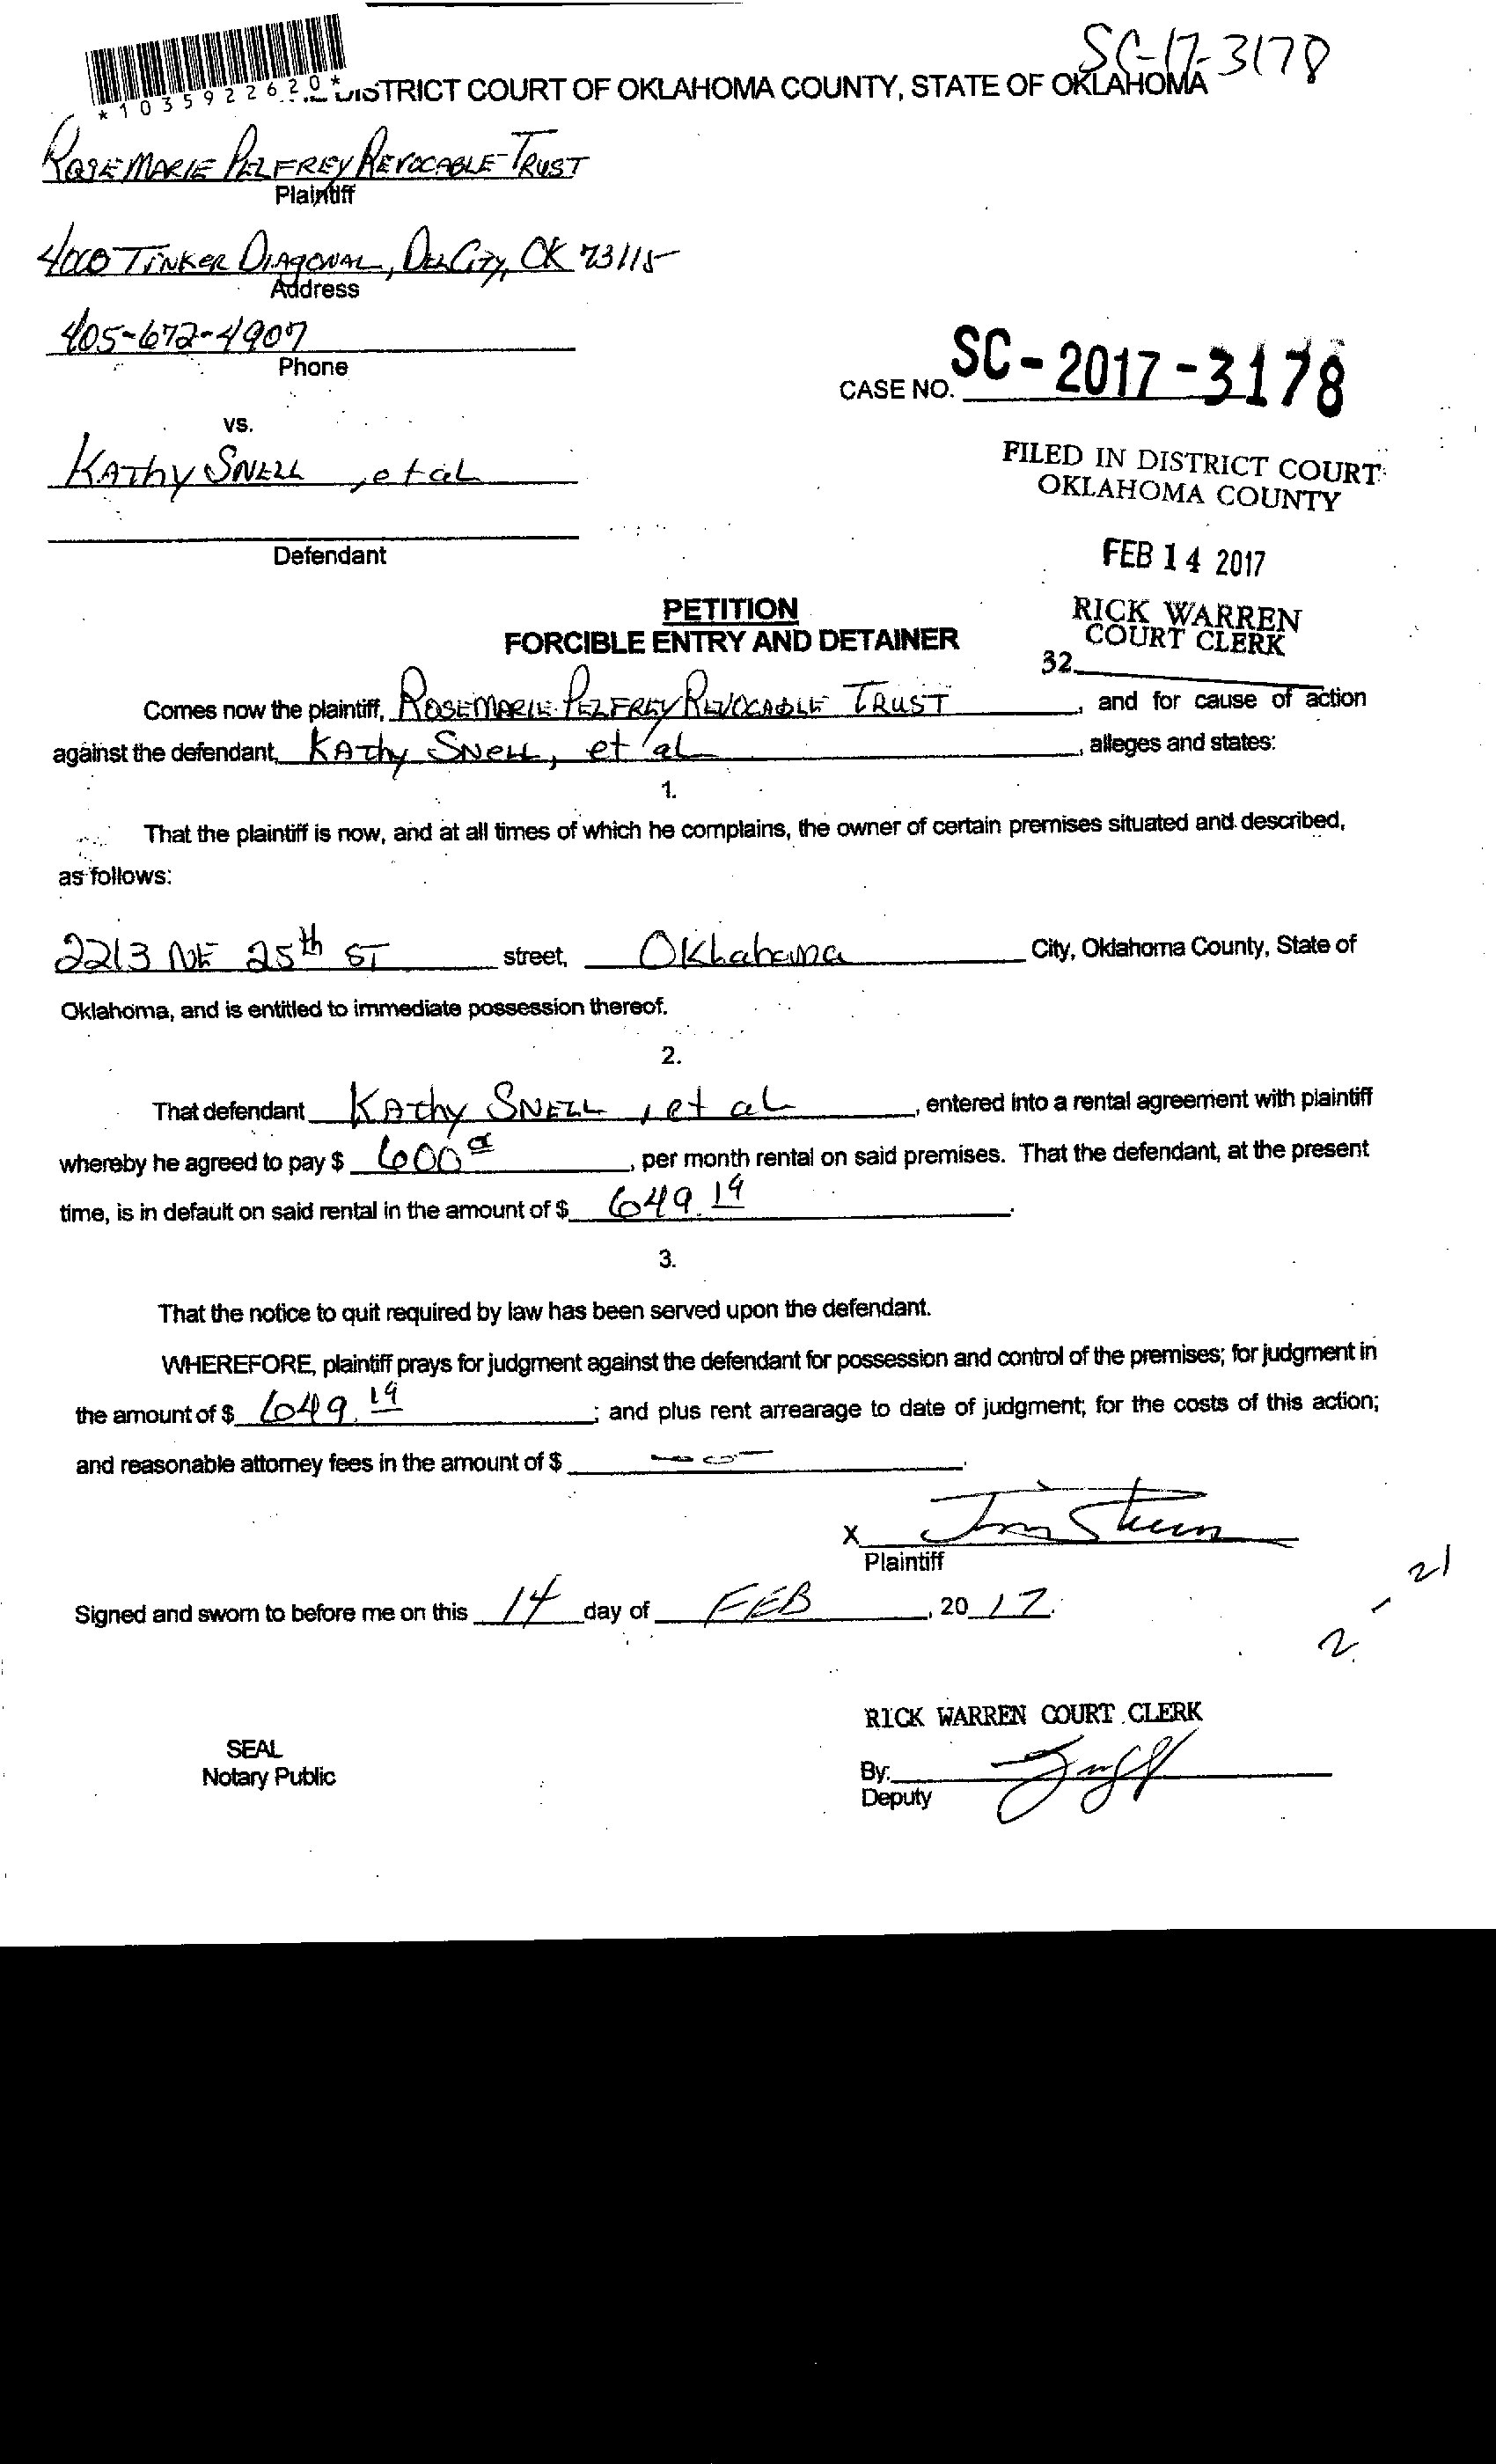 SC-17-3178
*1035922620*
DISTRICT COURT OF OKLAHOMA COUNTY, STATE OF OKLAHOMA
ROSEMARIE PELFREY REVOCABLE TRUST
Plaintiff
4000 TINKER DIAGONAL, DEL CITY, OK 73115
Address
405-672-4907
Phone
CASE NO. SC-2017-3178
vs.
KATHY SNELL, et al
FILED IN DISTRICT COURT
OKLAHOMA COUNTY
Defendant
FEB 14 2017
PETITION
FORCIBLE ENTRY AND DETAINER
RICK WARREN
COURT CLERK
32
Comes now the plaintiff, ROSEMARIE PELFREY REVOCABLE TRUST, and for cause of action
against the defendant, KATHY SNELL, et al, alleges and states:
1.
That the plaintiff is now, and at all times of which he complains, the owner of certain premises situated and described,
as follows:
2213 NE 25th ST street, Oklahoma City, Oklahoma County, State of
Oklahoma, and is entitled to immediate possession thereof.
2.
That defendant KATHY SNELL, et al, entered into a rental agreement with plaintiff
whereby he agreed to pay $ 600, per month rental on said premises. That the defendant, at the present
time, is in default on said rental in the amount of $ 649.19.
3.
That the notice to quit required by law has been served upon the defendant.
WHEREFORE, plaintiff prays for judgment against the defendant for possession and control of the premises; for judgment in
the amount of $ 649.19; and plus rent arrearage to date of judgment; for the costs of this action;
and reasonable attorney fees in the amount of $ -0-.
X
Plaintiff
Signed and sworn to before me on this 14 day of FEB, 2017.
2-21
RICK WARREN COURT CLERK
SEAL
Notary Public
By:
Deputy